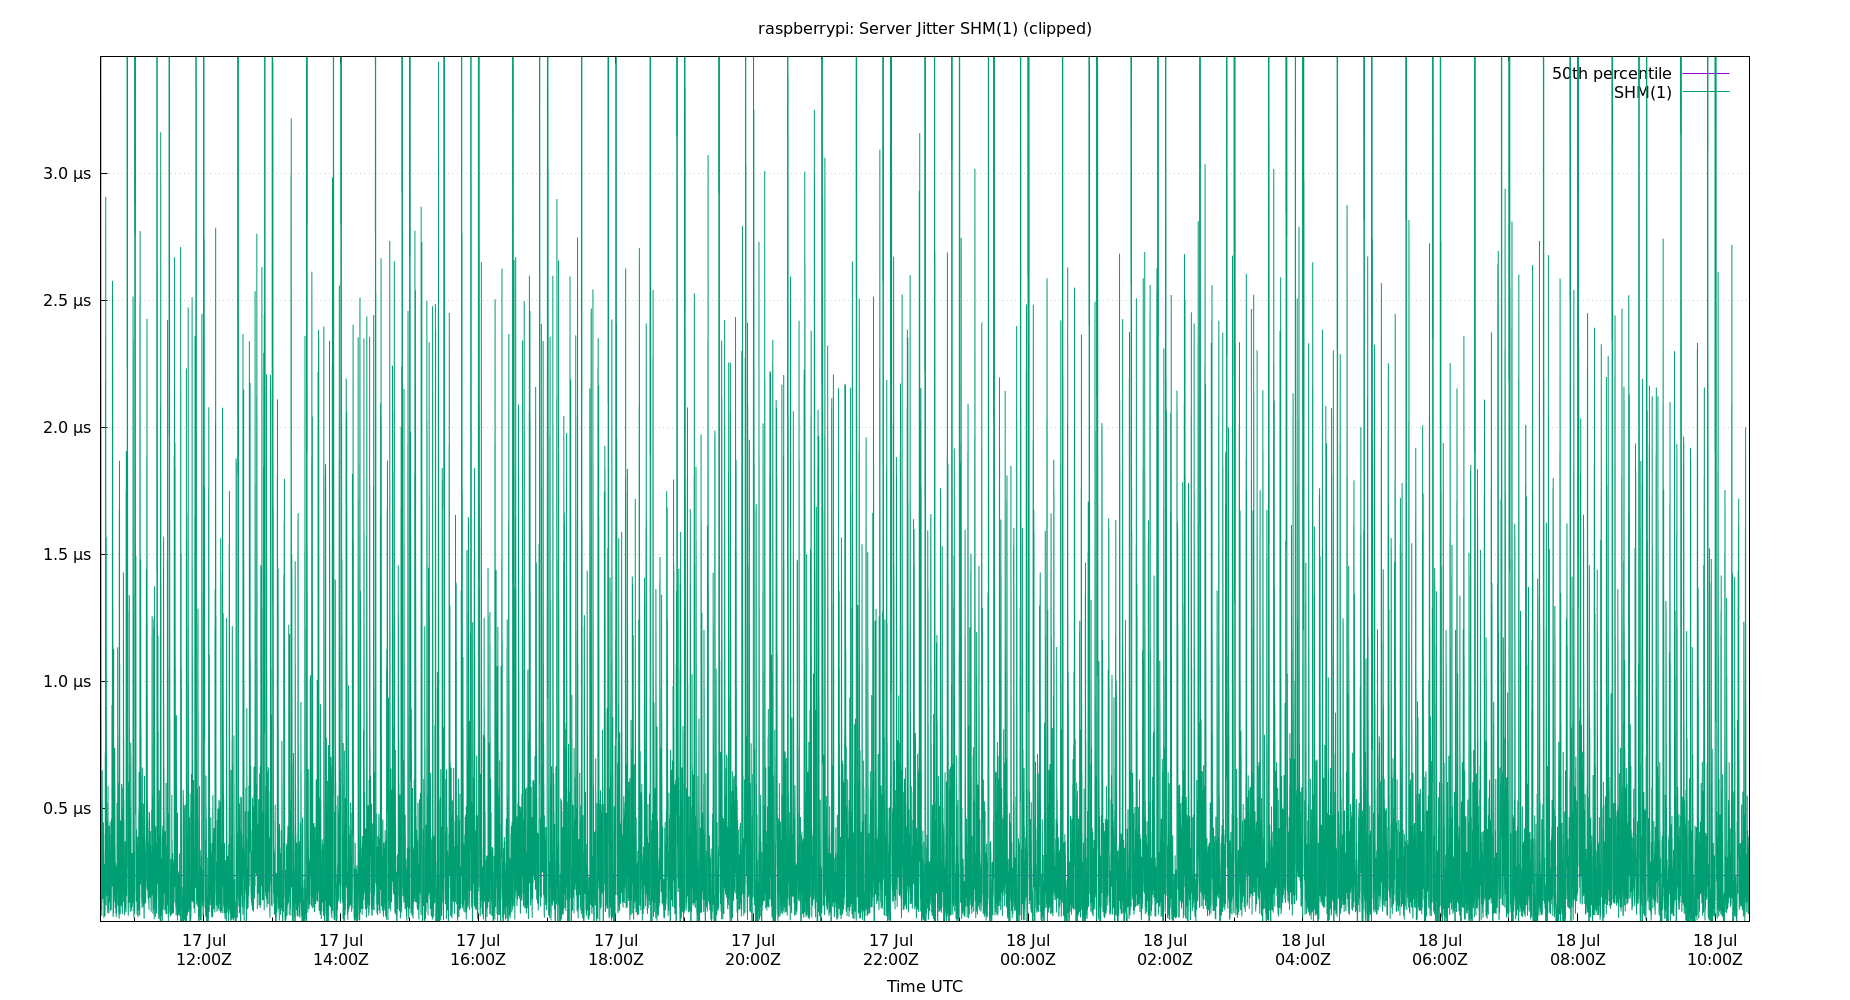 raspberrypi: Server Jitter SHM(1) (clipped)
50th percentile
SHM(1)
3.0 µs
2.5 µs
2.0 µs
1.5 µs
1.0 µs
0.5 µs
17 Jul 17 Jul 17 Jul 17 Jul 17 Jul 17 Jul 18 Jul 18 Jul 18 Jul 18 Jul 18 Jul 18 Jul
12:00Z 14:00Z 16:00Z 18:00Z 20:00Z 22:00Z 00:00Z 02:00Z 04:00Z 06:00Z 08:00Z 10:00Z
Time UTC